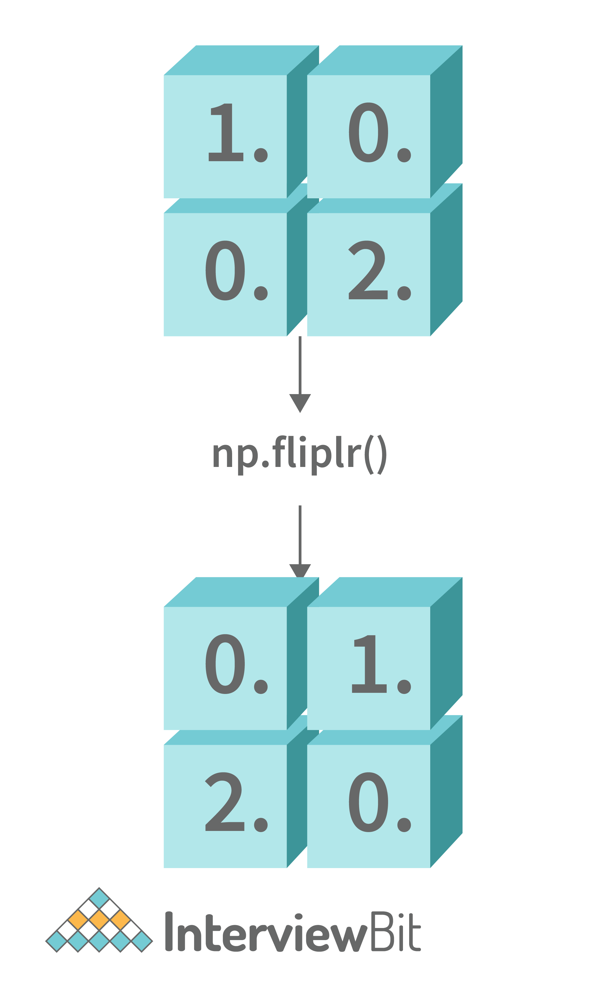 1. 0.
0. 2.
np.fliplr()
0. 1.
2. 0.
InterviewBit